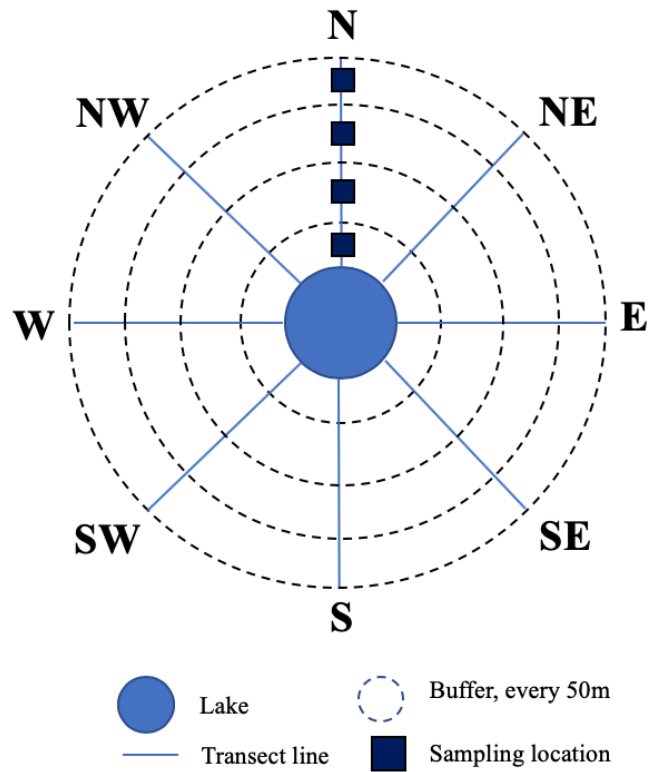 N
NW
NE
W
E
SW
SE
S
Lake
Buffer, every 50m
Transect line
Sampling location